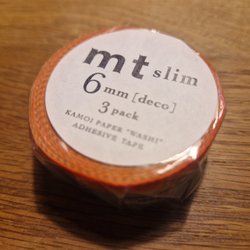 mt slim
6mm [deco]
3 pack
KAMOI PAPER "WASHI"
ADHESIVE TAPE